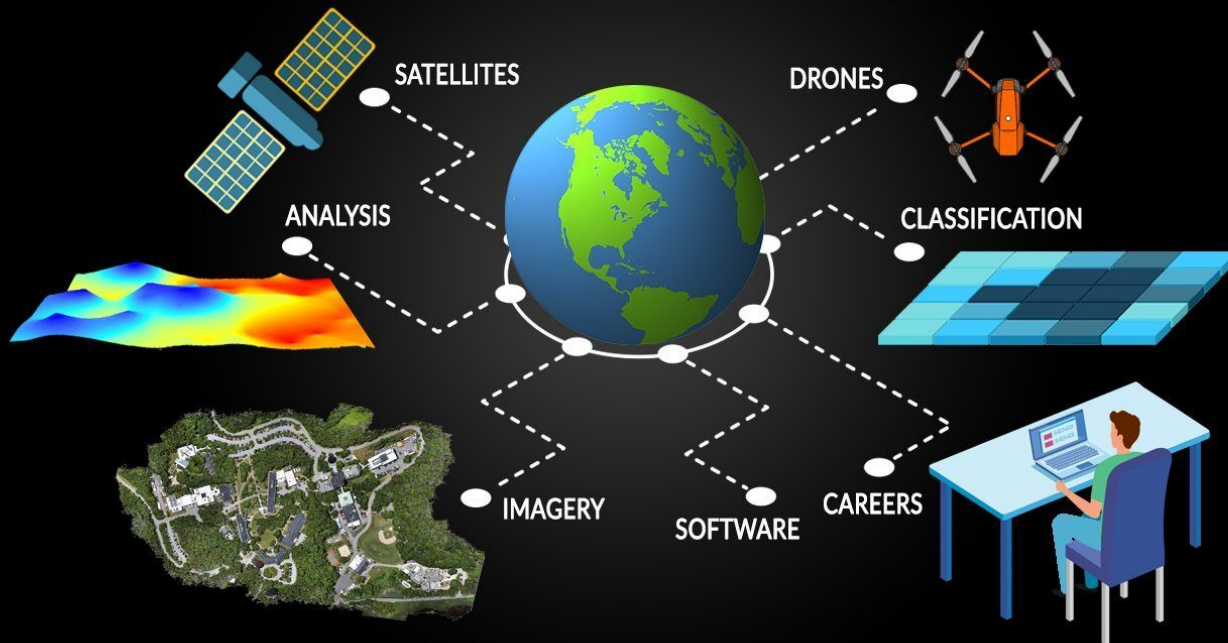 SATELLITES
DRONES
ANALYSIS
CLASSIFICATION
IMAGERY
SOFTWARE
CAREERS